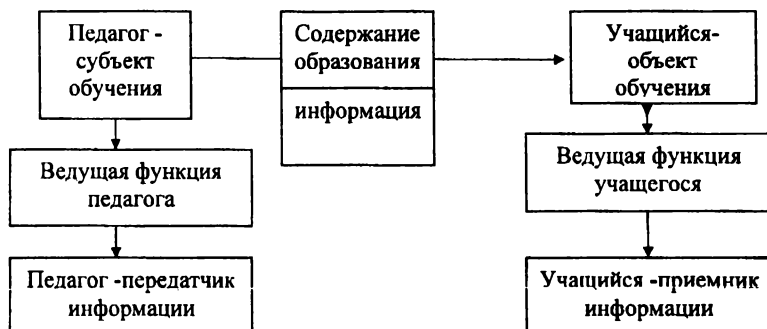 Педагог -
субъект
обучения
Содержание
образования
информация
Учащийся-
объект
обучения
Ведущая функция
педагога
Ведущая функция
учащегося
Педагог -передатчик
информации
Учащийся -приемник
информации